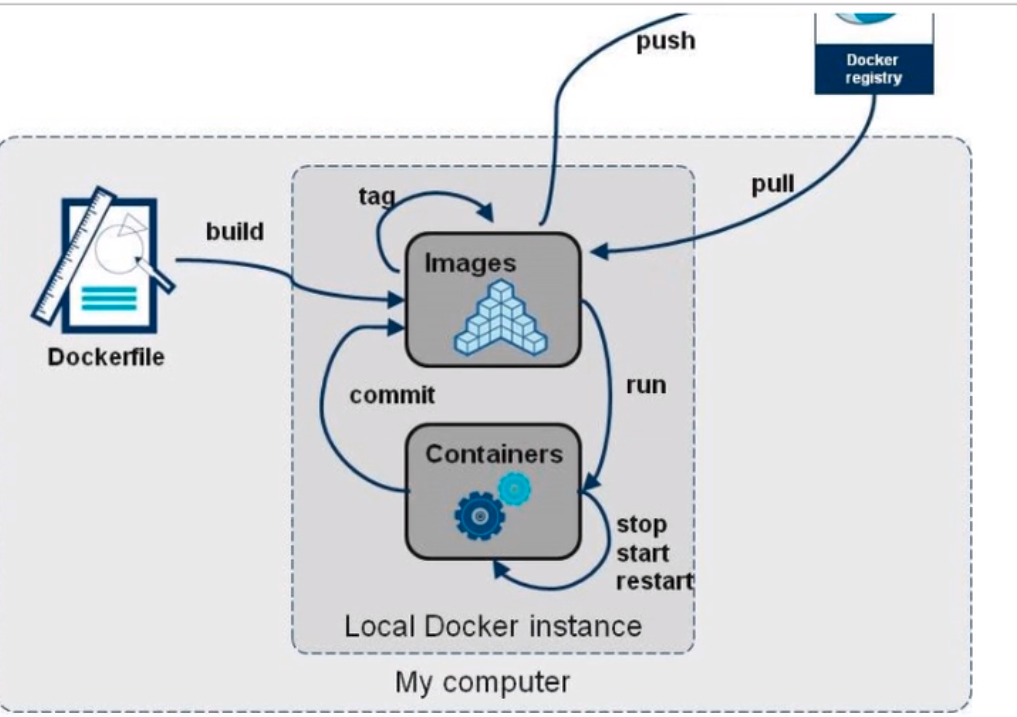 push
Docker
registry
pull
tag
build
Images
Dockerfile
commit
run
Containers
stop
start
restart
Local Docker instance
My computer